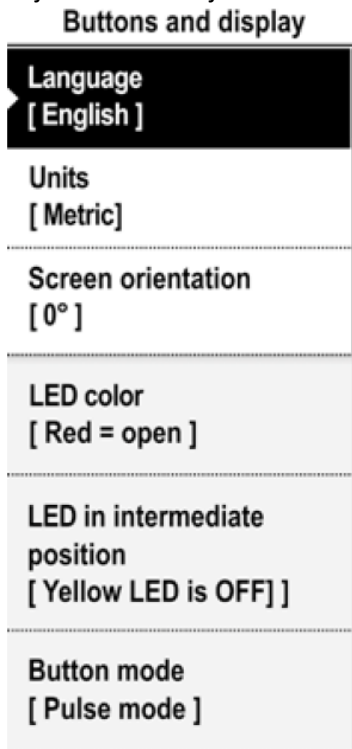 Buttons and display
Language
[ English ]
Units
[ Metric]
Screen orientation
[ 0° ]
LED color
[ Red = open ]
LED in intermediate
position
[ Yellow LED is OFF] ]
Button mode
[ Pulse mode ]